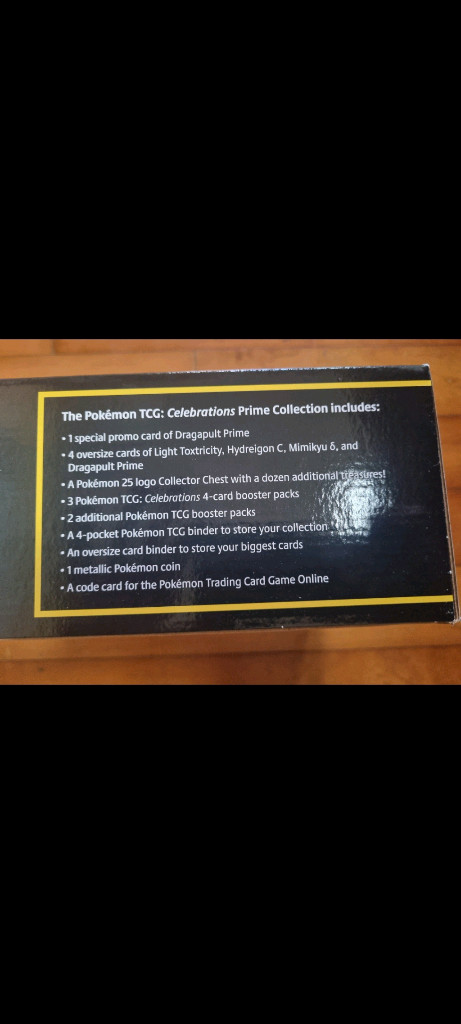 The Pokémon TCG: Celebrations Prime Collection includes:
• 1 special promo card of Dragapult Prime
• 4 oversize cards of Light Toxtricity, Hydreigon C, Mimikyu δ, and
Dragapult Prime
• A Pokémon 25 logo Collector Chest with a dozen additional treasures!
• 3 Pokémon TCG: Celebrations 4-card booster packs
• 2 additional Pokémon TCG booster packs
• A 4-pocket Pokémon TCG binder to store your collection
• An oversize card binder to store your biggest cards
• 1 metallic Pokémon coin
• A code card for the Pokémon Trading Card Game Online